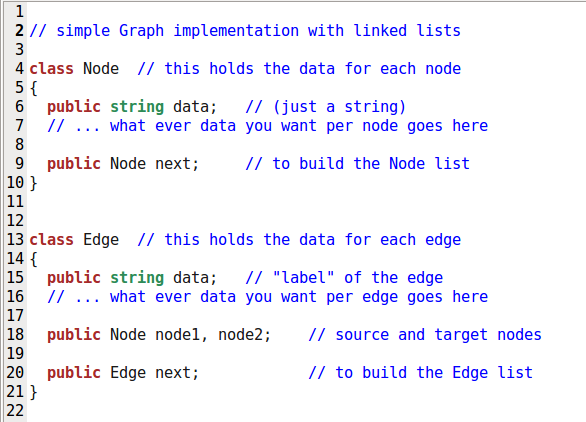 1
2 // simple Graph implementation with linked lists
3
4 class Node  // this holds the data for each node
5 {
6   public string data;   // (just a string)
7   // ... what ever data you want per node goes here
8
9   public Node next;     // to build the Node list
10 }
11
12
13 class Edge  // this holds the data for each edge
14 {
15   public string data;   // "label" of the edge
16   // ... what ever data you want per edge goes here
17
18   public Node node1, node2;    // source and target nodes
19
20   public Edge next;            // to build the Edge list
21 }
22